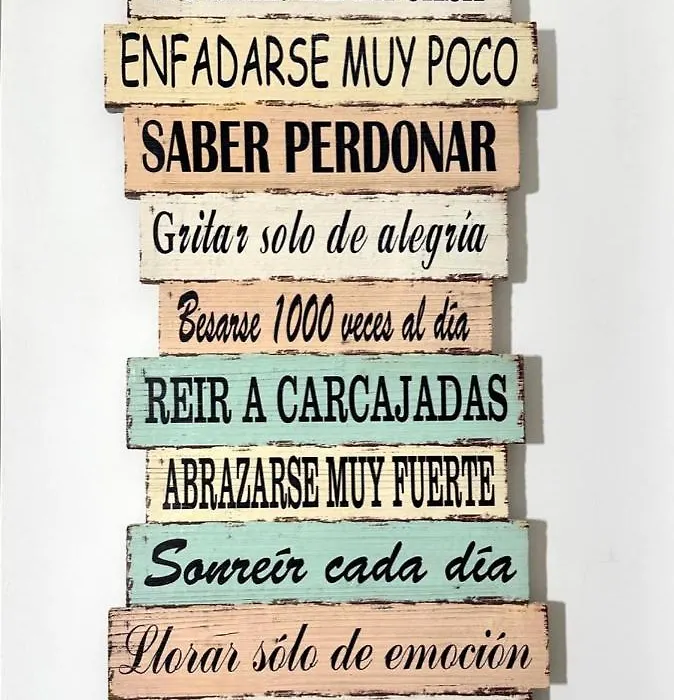 ENFADARSE MUY POCO
SABER PERDONAR
Gritar solo de alegría
Besarse 1000 veces al día
REIR A CARCAJADAS
ABRAZARSE MUY FUERTE
Sonreír cada día
Llorar sólo de emoción